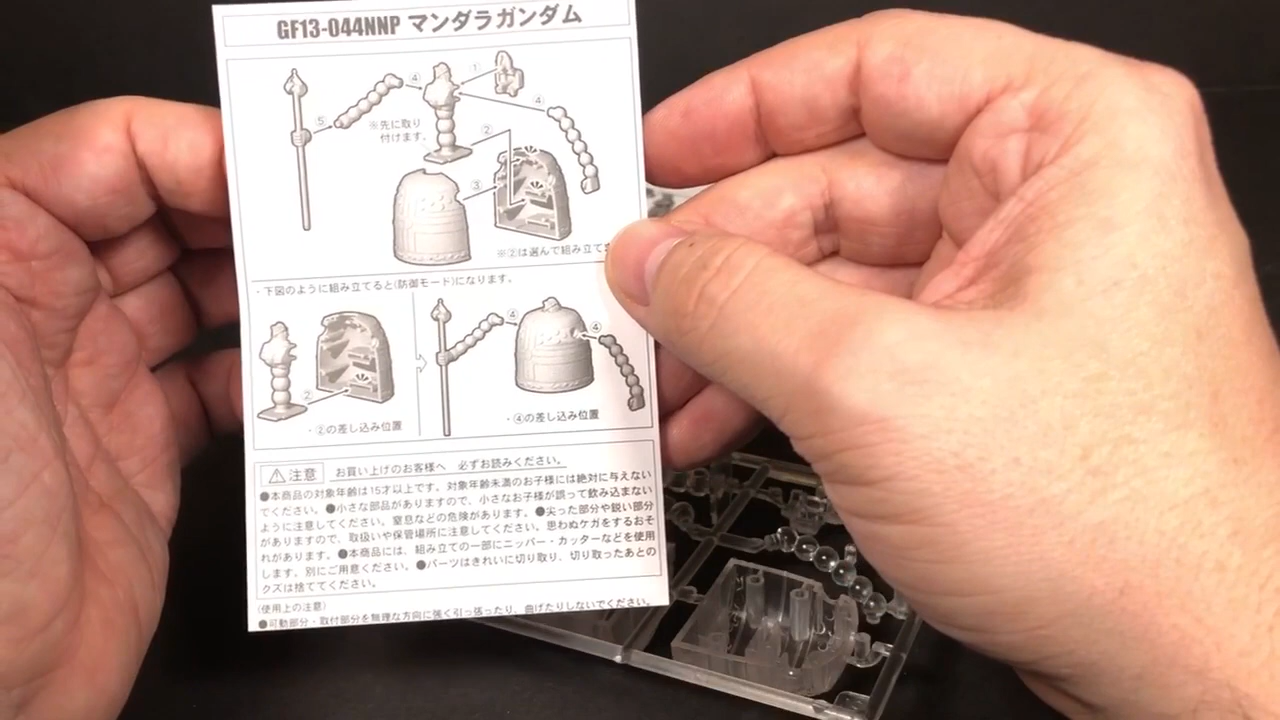 GF13-044NNP マンダラガンダム
①
④
④
⑤
※先に取り
付けます。
②
③
※②は選んで組み立てま
・下図のように組み立てると(防御モード)になります。
④
④
②
・②の差し込み位置
・④の差し込み位置
注意 お買い上げのお客様へ 必ずお読みください。
●本商品の対象年齢は15才以上です。対象年齢未満のお子様には絶対に与えない
でください。●小さな部品がありますので、小さなお子様が誤って飲み込まない
ように注意してください。窒息などの危険があります。●尖った部分や鋭い部分
がありますので、取扱いや保管場所に注意してください。思わぬケガをするおそ
れがあります。●本商品には、組み立ての一部にニッパー・カッターなどを使用
します。別にご用意ください。●パーツはきれいに切り取り、切り取ったあとの
クズは捨ててください。
(使用上の注意)
●可動部分・取付部分を無理な方向に強く引っ張ったり、曲げたりしないでください。